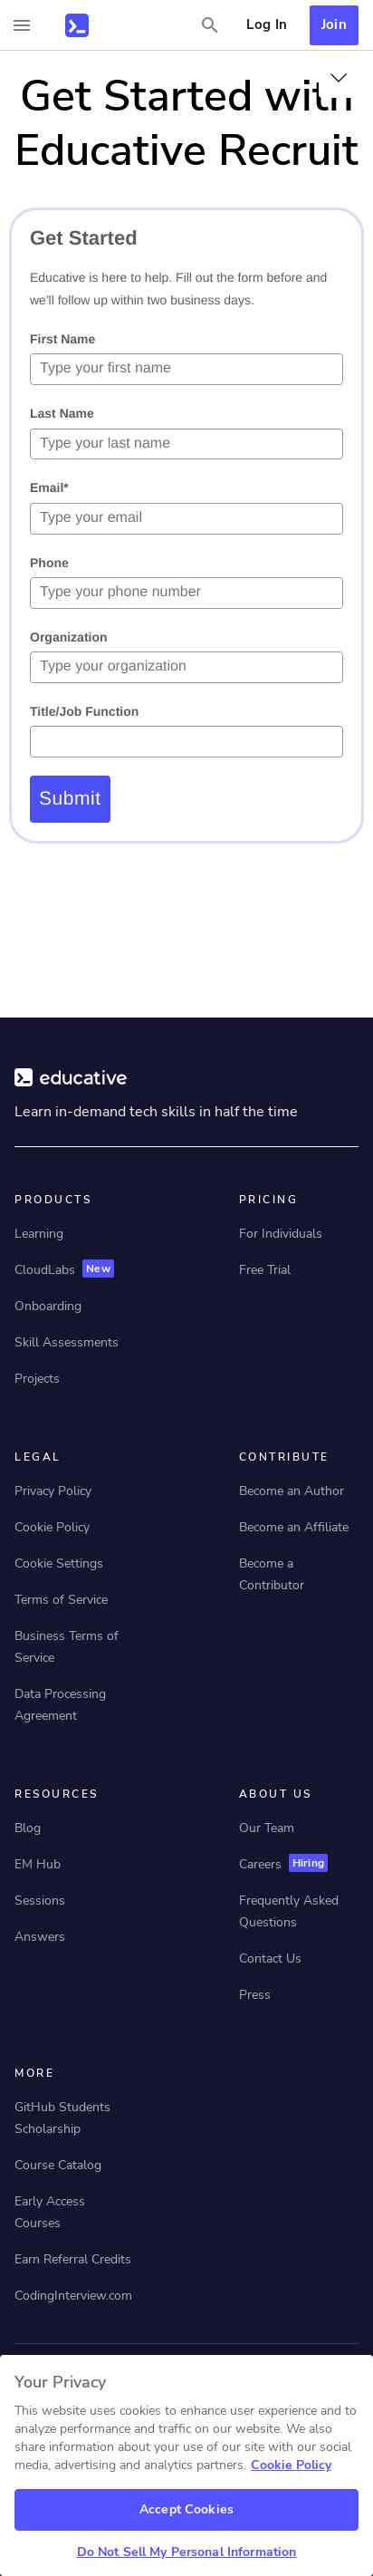 Log In
Join
Get Started with
Educative Recruit
Get Started
Educative is here to help. Fill out the form before and
we'll follow up within two business days.
First Name
Type your first name
Last Name
Type your last name
Email*
Type your email
Phone
Type your phone number
Organization
Type your organization
Title/Job Function
Submit
educative
Learn in-demand tech skills in half the time
PRODUCTS
Learning
CloudLabs New
Onboarding
Skill Assessments
Projects
PRICING
For Individuals
Free Trial
LEGAL
Privacy Policy
Cookie Policy
Cookie Settings
Terms of Service
Business Terms of
Service
Data Processing
Agreement
CONTRIBUTE
Become an Author
Become an Affiliate
Become a
Contributor
RESOURCES
Blog
EM Hub
Sessions
Answers
ABOUT US
Our Team
Careers Hiring
Frequently Asked
Questions
Contact Us
Press
MORE
GitHub Students
Scholarship
Course Catalog
Early Access
Courses
Earn Referral Credits
CodingInterview.com
Your Privacy
This website uses cookies to enhance user experience and to
analyze performance and traffic on our website. We also
share information about your use of our site with our social
media, advertising and analytics partners. Cookie Policy
Accept Cookies
Do Not Sell My Personal Information